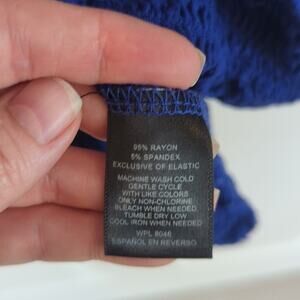 95% RAYON
5% SPANDEX
EXCLUSIVE OF ELASTIC
MACHINE WASH COLD
GENTLE CYCLE
WITH LIKE COLORS
ONLY NON-CHLORINE
BLEACH WHEN NEEDED
TUMBLE DRY LOW
COOL IRON WHEN NEEDED
WPL 8046
ESPAÑOL EN REVERSO